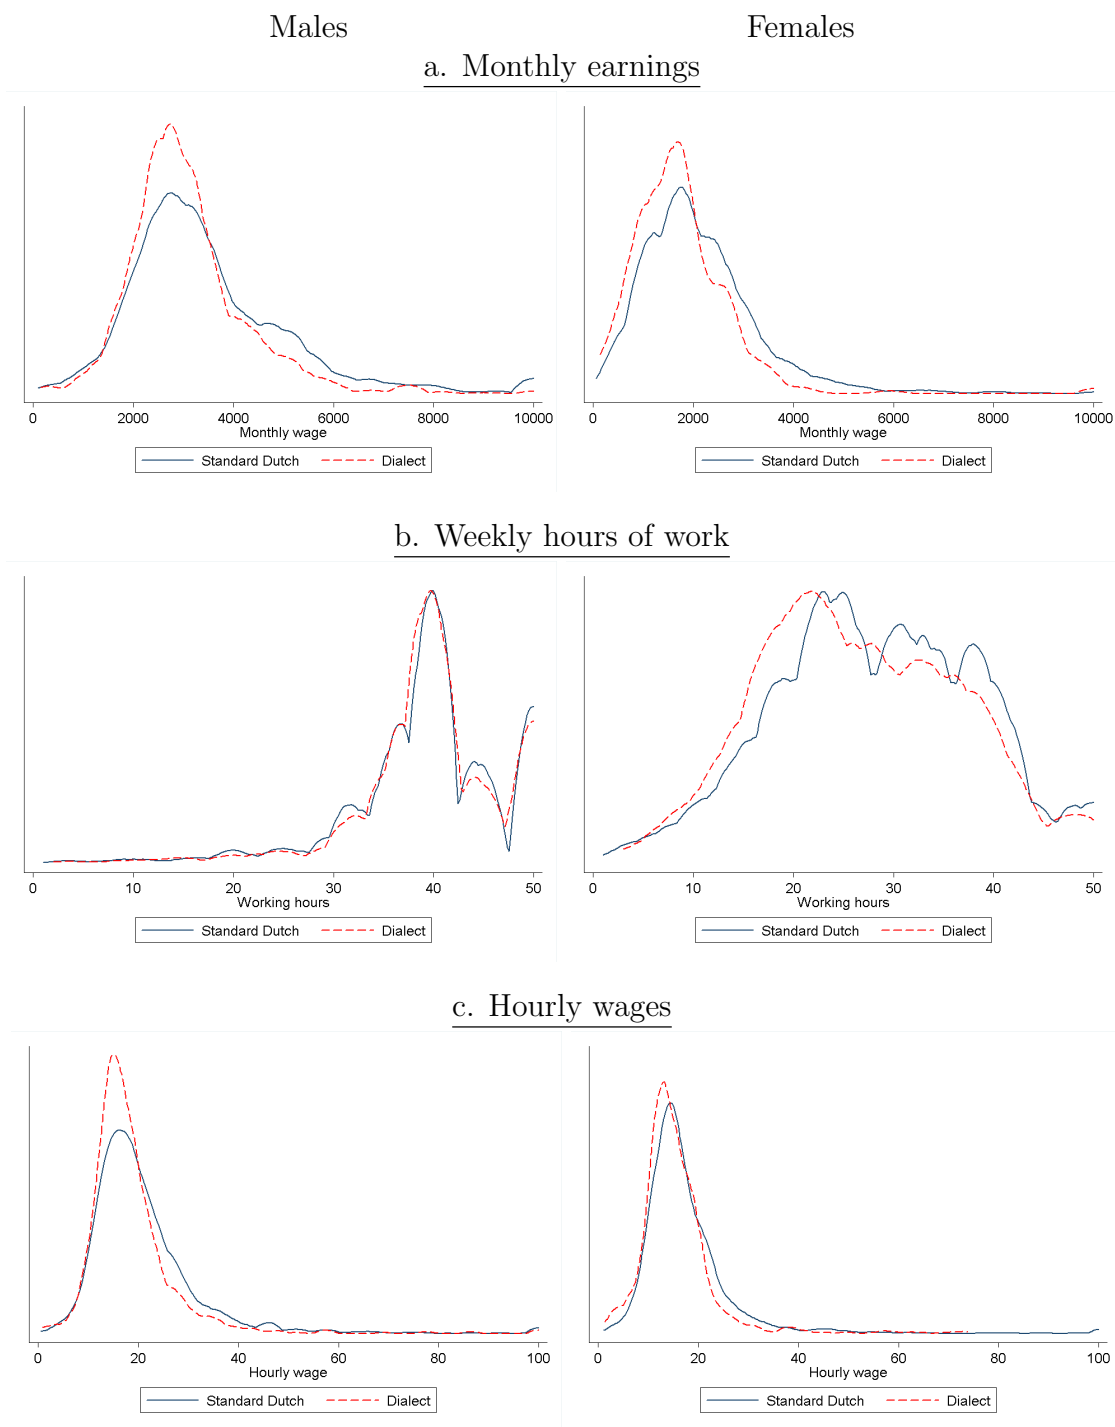 Males Females
a. Monthly earnings
0 2000 4000 6000 8000 10000
Monthly wage
Standard Dutch Dialect
0 2000 4000 6000 8000 10000
Monthly wage
Standard Dutch Dialect
b. Weekly hours of work
0 10 20 30 40 50
Working hours
Standard Dutch Dialect
0 10 20 30 40 50
Working hours
Standard Dutch Dialect
c. Hourly wages
0 20 40 60 80 100
Hourly wage
Standard Dutch Dialect
0 20 40 60 80 100
Hourly wage
Standard Dutch Dialect